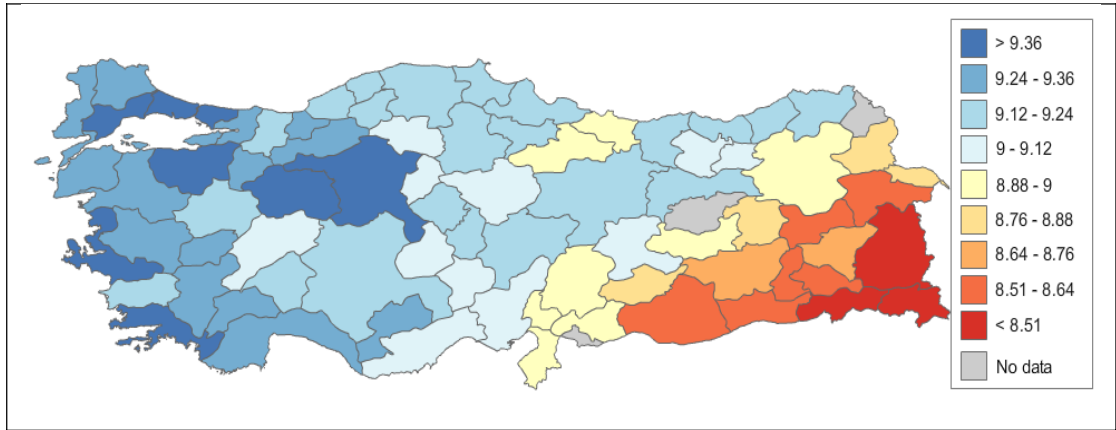 > 9.36
9.24 - 9.36
9.12 - 9.24
9 - 9.12
8.88 - 9
8.76 - 8.88
8.64 - 8.76
8.51 - 8.64
< 8.51
No data